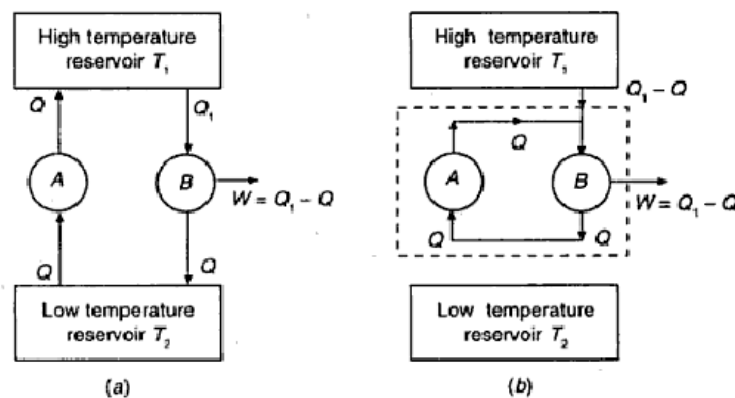 High temperature
reservoir T₁
Q
Q₁
A
B
W = Q₁ – Q
Q
Q
Low temperature
reservoir T₂
(a)
High temperature
reservoir T₁
Q₁ – Q
Q
A
B
W = Q₁ – Q
Q
Q
Low temperature
reservoir T₂
(b)